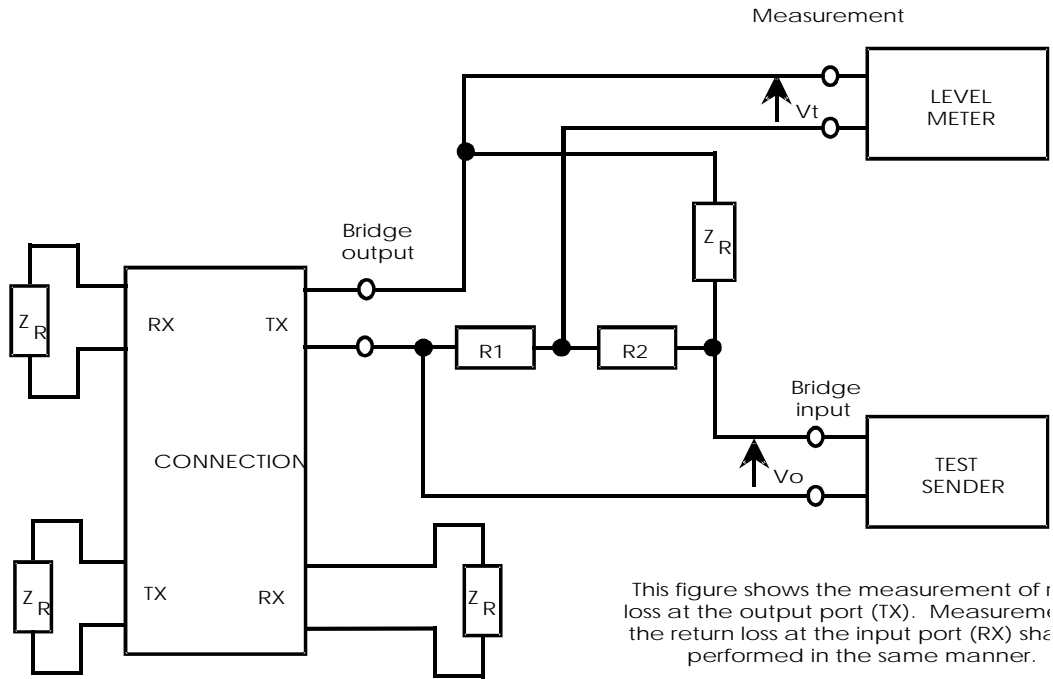 Measurement
LEVEL
METER
Vt
Z R
Bridge
output
Z R
RX
TX
R1
R2
Bridge
input
CONNECTION
Vo
TEST
SENDER
Z R
TX
RX
Z R
This figure shows the measurement of
loss at the output port (TX). Measureme
the return loss at the input port (RX) sha
performed in the same manner.